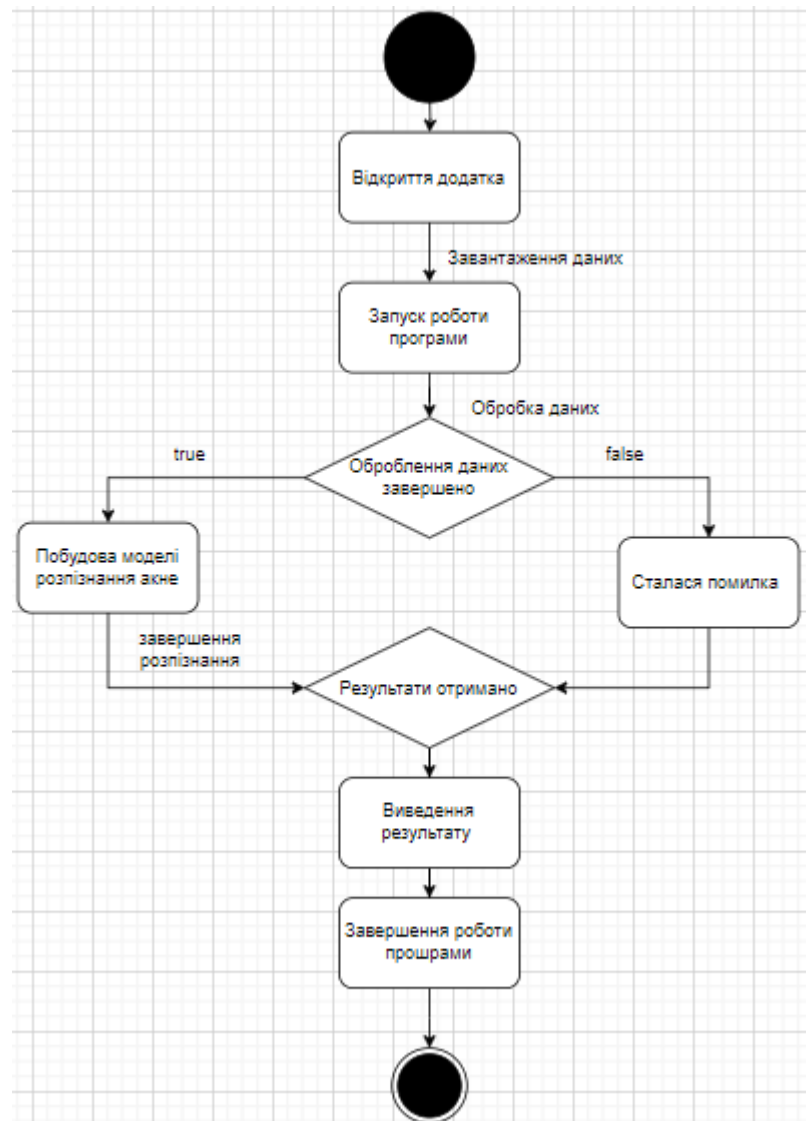 Відкриття додатка
Завантаження даних
Запуск роботи
програми
Обробка даних
true
Оброблення даних
завершено
false
Побудова моделі
розпізнання акне
Сталася помилка
завершення
розпізнання
Результати отримано
Виведення
результату
Завершення роботи
прошрами